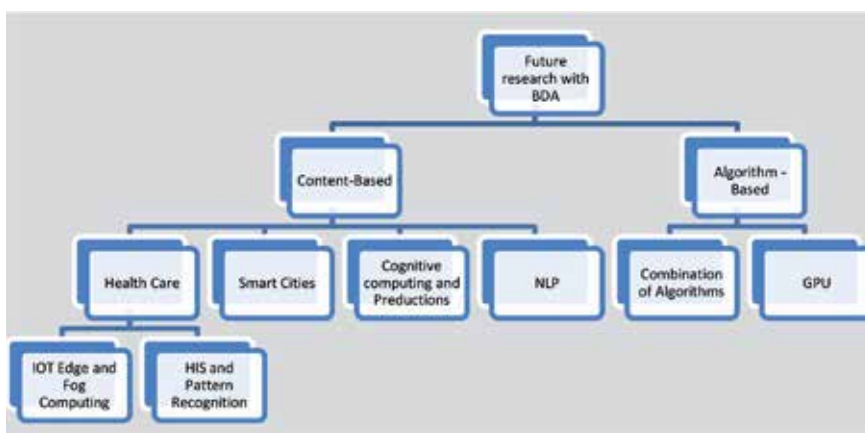 Future
research with
BDA
Content-Based
Algorithm -
Based
Health Care
Smart Cities
Cognitive
computing and
Preductions
NLP
Combination
of Algorithms
GPU
IOT Edge and
Fog
Computing
HIS and
Pattern
Recognition